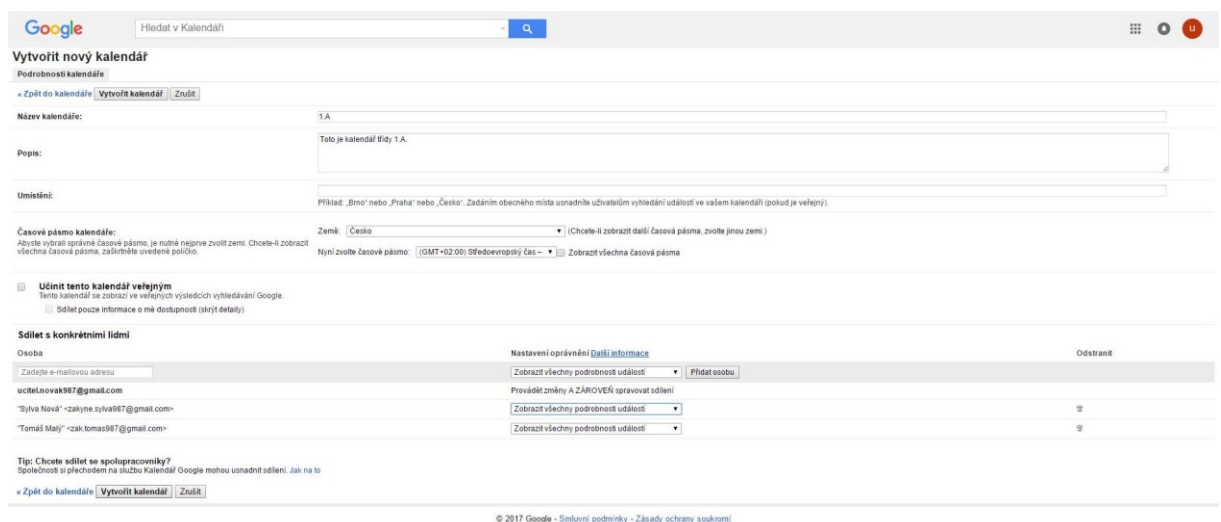 Google
Hledat v Kalendáři
u
Vytvořit nový kalendář
Podrobnosti kalendáře
« Zpět do kalendáře Vytvořit kalendář Zrušit
Název kalendáře: 1.A
Popis: Toto je kalendář třídy 1.A.
Umístění:
Příklad: „Brno“ nebo „Praha“ nebo „Česko“. Zadáním obecného místa usnadníte uživatelům vyhledání událostí ve vašem kalendáři (pokud je veřejný).
Časové pásmo kalendáře:
Abyste vybrali správné časové pásmo, je nutné nejprve zvolit zemi. Chcete-li zobrazit
všechna časová pásma, zaškrtněte uvedené políčko.
Země: Česko (Chcete-li zobrazit další časová pásma, zvolte jinou zemi.)
Nyní zvolte časové pásmo: (GMT+02:00) Středoevropský čas – Zobrazit všechna časová pásma
Učinit tento kalendář veřejným
Tento kalendář se zobrazí ve veřejných výsledcích vyhledávání Google.
Sdílet pouze informace o mé dostupnosti (skrýt detaily)
Sdílet s konkrétními lidmi
Osoba Nastavení oprávnění Další informace Odstranit
Zadejte e-mailovou adresu Zobrazit všechny podrobnosti událostí Přidat osobu
ucitel.novak987@gmail.com Provádět změny A ZÁROVEŇ spravovat sdílení
"Sylva Nová" <zakyne.sylva987@gmail.com> Zobrazit všechny podrobnosti událostí
"Tomáš Malý" <zak.tomas987@gmail.com> Zobrazit všechny podrobnosti událostí
Tip: Chcete sdílet se spolupracovníky?
Společnosti si přechodem na službu Kalendář Google mohou usnadnit sdílení. Jak na to
« Zpět do kalendáře Vytvořit kalendář Zrušit
© 2017 Google - Smluvní podmínky - Zásady ochrany soukromí